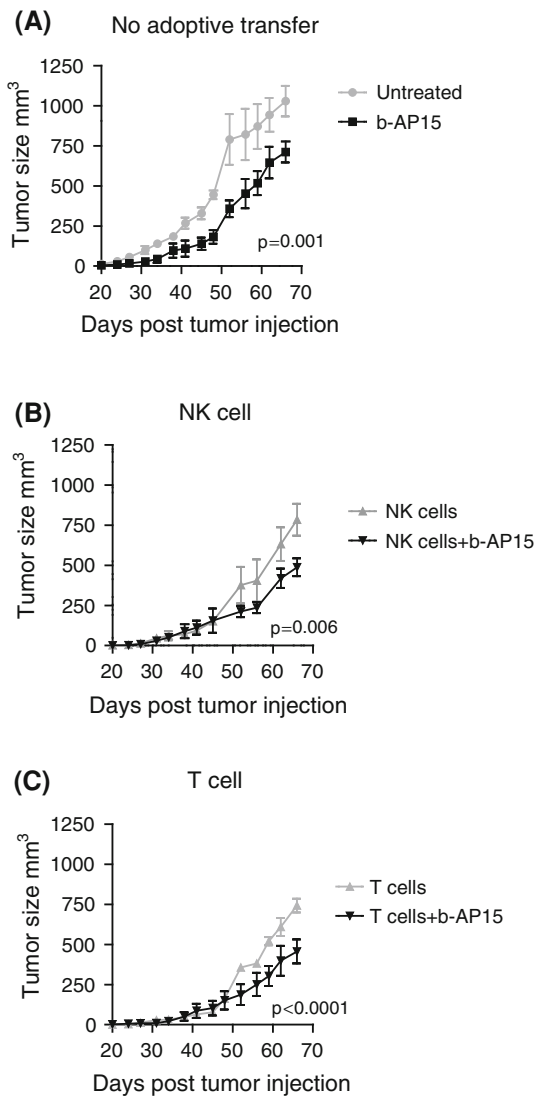 (A)
No adoptive transfer
1250
1000
750
500
250
0
20 30 40 50 60 70
Tumor size mm³
Days post tumor injection
Untreated
b-AP15
p=0.001
(B)
NK cell
1250
1000
750
500
250
0
20 30 40 50 60 70
Tumor size mm³
Days post tumor injection
NK cells
NK cells+b-AP15
p=0.006
(C)
T cell
1250
1000
750
500
250
0
20 30 40 50 60 70
Tumor size mm³
Days post tumor injection
T cells
T cells+b-AP15
p<0.0001